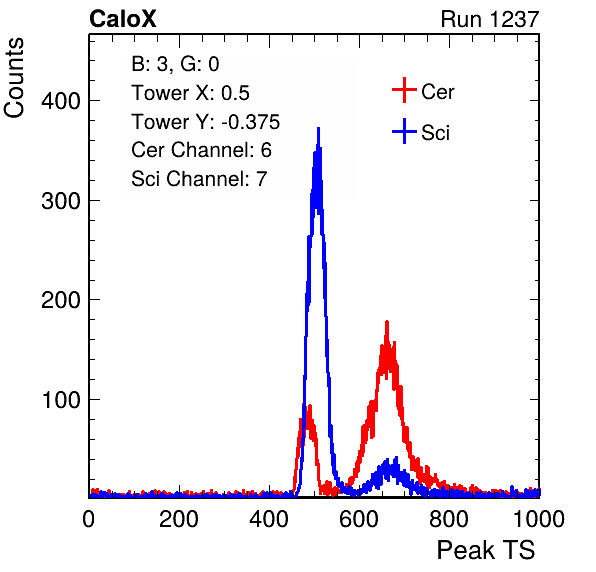 CaloX Run 1237
B: 3, G: 0
Tower X: 0.5
Tower Y: -0.375
Cer Channel: 6
Sci Channel: 7
Cer
Sci
Counts
400
300
200
100
0 200 400 600 800 1000
Peak TS